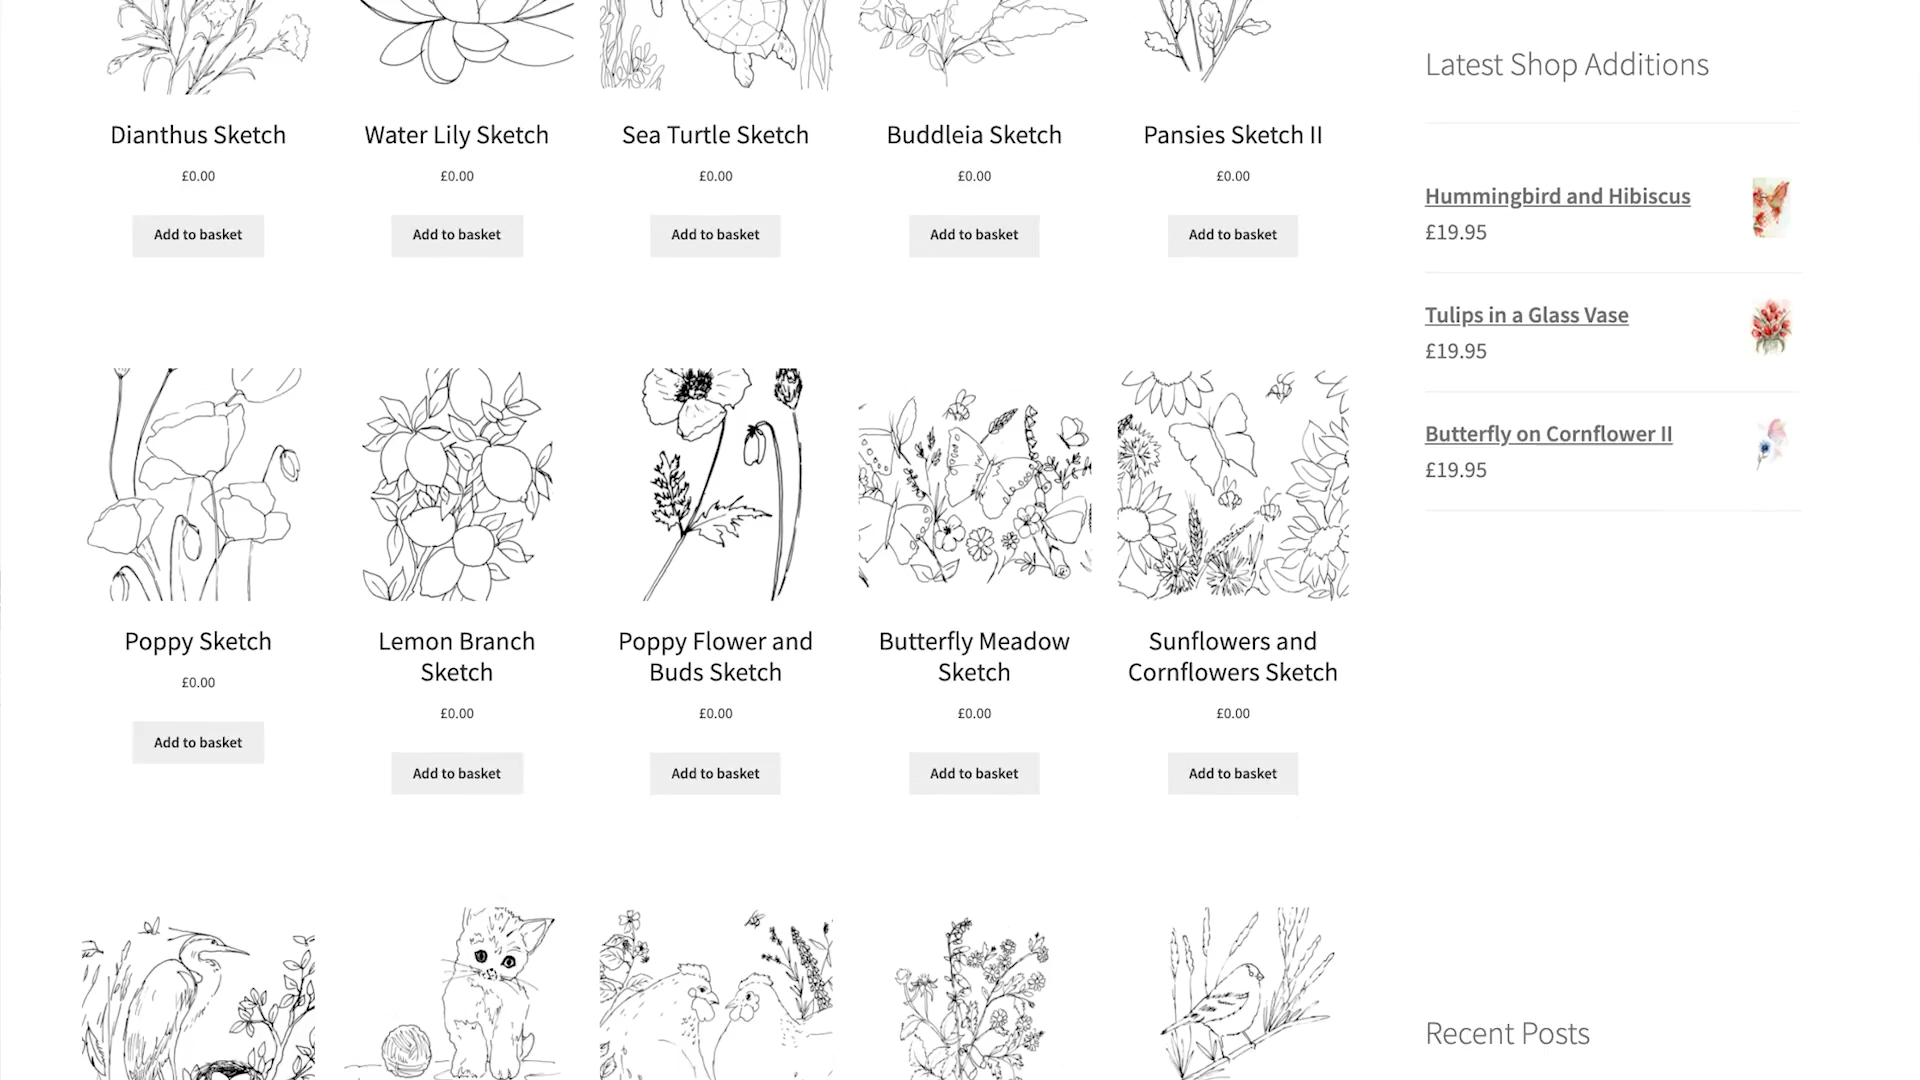 Latest Shop Additions
Dianthus Sketch
£0.00
Add to basket
Water Lily Sketch
£0.00
Add to basket
Sea Turtle Sketch
£0.00
Add to basket
Buddleia Sketch
£0.00
Add to basket
Pansies Sketch II
£0.00
Add to basket
Hummingbird and Hibiscus
£19.95
Tulips in a Glass Vase
£19.95
Butterfly on Cornflower II
£19.95
Poppy Sketch
£0.00
Add to basket
Lemon Branch
Sketch
£0.00
Add to basket
Poppy Flower and
Buds Sketch
£0.00
Add to basket
Butterfly Meadow
Sketch
£0.00
Add to basket
Sunflowers and
Cornflowers Sketch
£0.00
Add to basket
Recent Posts